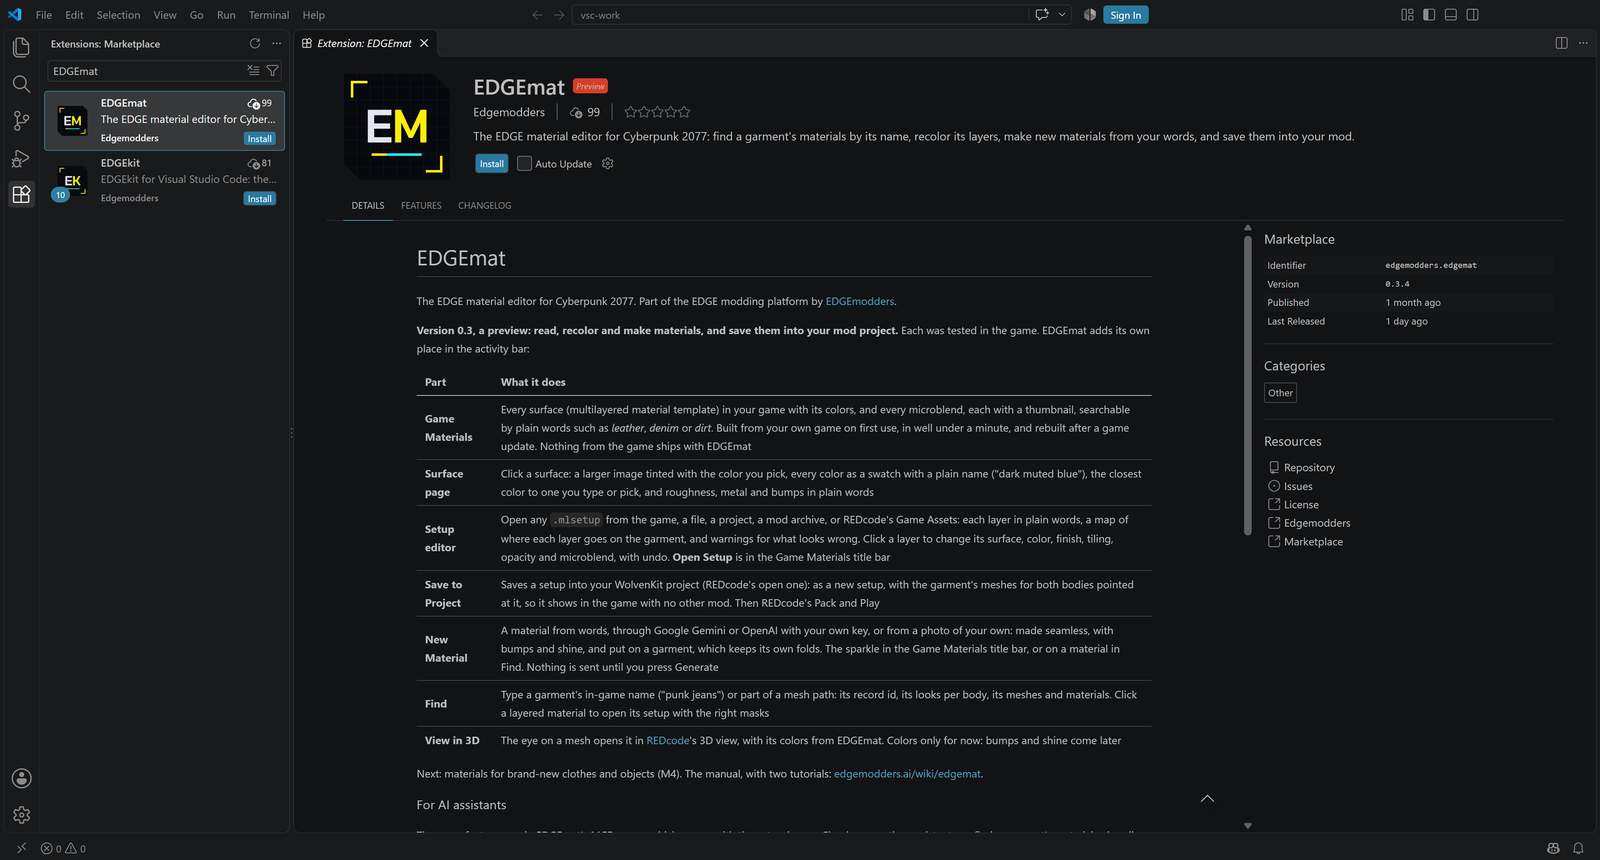 File Edit Selection View Go Run Terminal Help
vsc-work
Sign In
Extensions: Marketplace
EDGEmat
EM
EDGEmat
99
The EDGE material editor for Cyber...
Edgemodders
Install
EK
10
EDGEkit
81
EDGEkit for Visual Studio Code: the...
Edgemodders
Install
Extension: EDGEmat
EM
EDGEmat Preview
Edgemodders
99
The EDGE material editor for Cyberpunk 2077: find a garment's materials by its name, recolor its layers, make new materials from your words, and save them into your mod.
Install Auto Update
DETAILS FEATURES CHANGELOG
EDGEmat
The EDGE material editor for Cyberpunk 2077. Part of the EDGE modding platform by EDGEmodders.
Version 0.3, a preview: read, recolor and make materials, and save them into your mod project. Each was tested in the game. EDGEmat adds its own
place in the activity bar:
Part What it does
Game
Materials
Every surface (multilayered material template) in your game with its colors, and every microblend, each with a thumbnail, searchable
by plain words such as leather, denim or dirt. Built from your own game on first use, in well under a minute, and rebuilt after a game
update. Nothing from the game ships with EDGEmat
Surface
page
Click a surface: a larger image tinted with the color you pick, every color as a swatch with a plain name ("dark muted blue"), the closest
color to one you type or pick, and roughness, metal and bumps in plain words
Setup
editor
Open any .mlsetup from the game, a file, a project, a mod archive, or REDcode's Game Assets: each layer in plain words, a map of
where each layer goes on the garment, and warnings for what looks wrong. Click a layer to change its surface, color, finish, tiling,
opacity and microblend, with undo. Open Setup is in the Game Materials title bar
Save to
Project
Saves a setup into your WolvenKit project (REDcode's open one): as a new setup, with the garment's meshes for both bodies pointed
at it, so it shows in the game with no other mod. Then REDcode's Pack and Play
New
Material
A material from words, through Google Gemini or OpenAI with your own key, or from a photo of your own: made seamless, with
bumps and shine, and put on a garment, which keeps its own folds. The sparkle in the Game Materials title bar, or on a material in
Find. Nothing is sent until you press Generate
Find
Type a garment's in-game name ("punk jeans") or part of a mesh path: its record id, its looks per body, its meshes and materials. Click
a layered material to open its setup with the right masks
View in 3D
The eye on a mesh opens it in REDcode's 3D view, with its colors from EDGEmat. Colors only for now: bumps and shine come later
Next: materials for brand-new clothes and objects (M4). The manual, with two tutorials: edgemodders.ai/wiki/edgemat.
For AI assistants
Marketplace
Identifier edgemodders.edgemat
Version 0.3.4
Published 1 month ago
Last Released 1 day ago
Categories
Other
Resources
Repository
Issues
License
Edgemodders
Marketplace
0 0